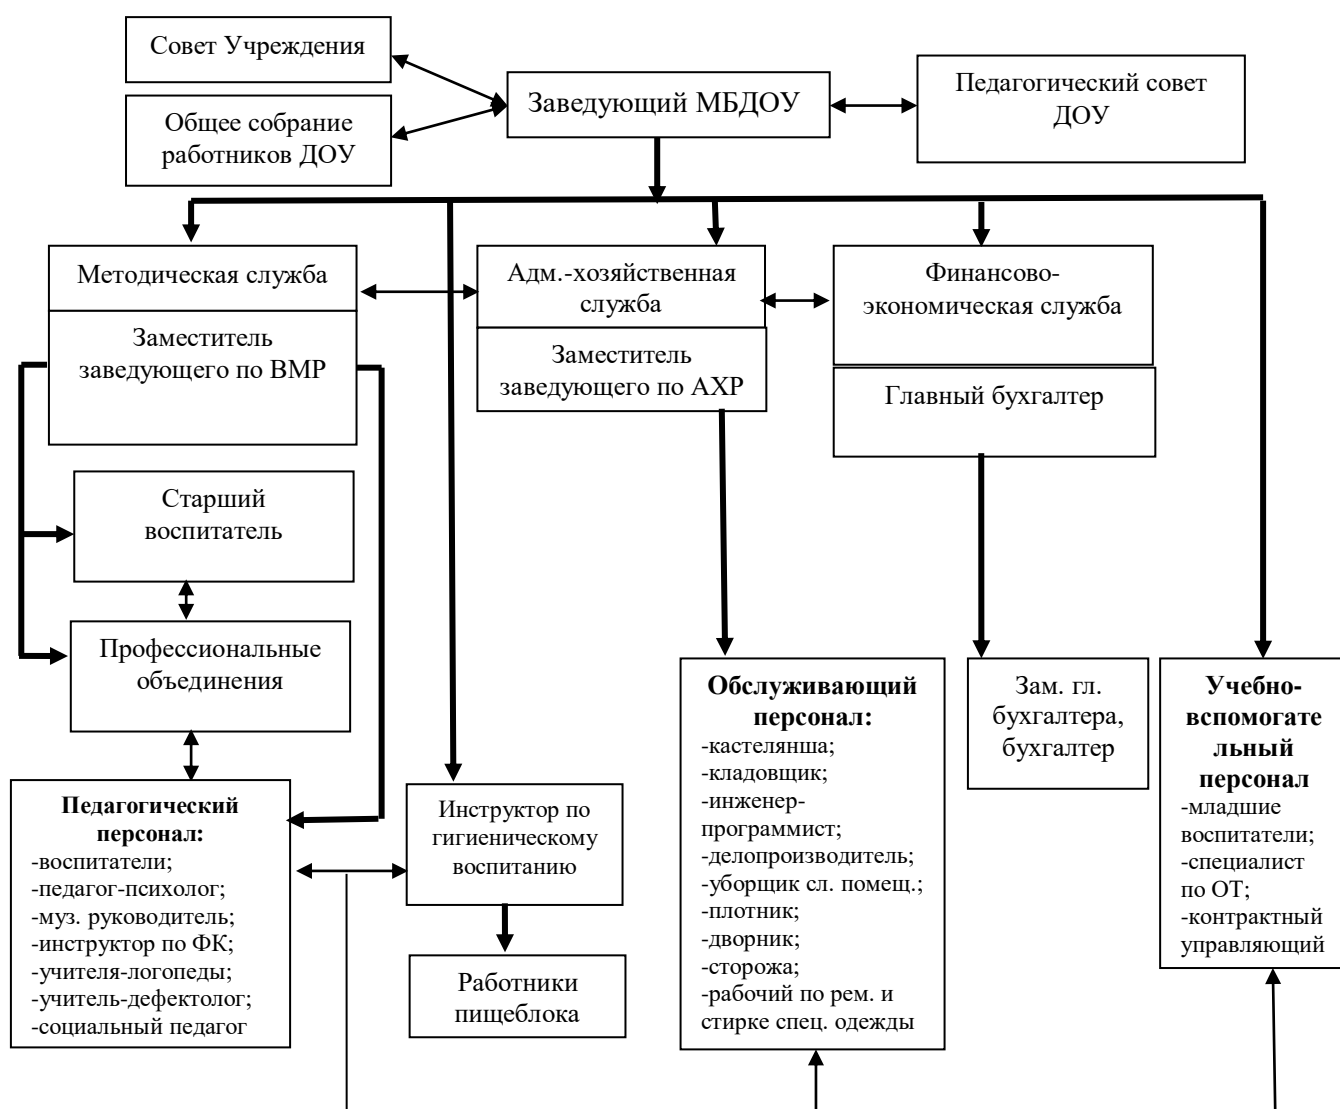 Совет Учреждения
Общее собрание
работников ДОУ
Заведующий МБДОУ
Педагогический совет
ДОУ
Методическая служба
Заместитель
заведующего по ВМР
Адм.-хозяйственная
служба
Заместитель
заведующего по АХР
Финансово-
экономическая служба
Главный бухгалтер
Старший
воспитатель
Профессиональные
объединения
Педагогический
персонал:
-воспитатели;
-педагог-психолог;
-муз. руководитель;
-инструктор по ФК;
-учителя-логопеды;
-учитель-дефектолог;
-социальный педагог
Инструктор по
гигиеническому
воспитанию
Работники
пищеблока
Обслуживающий
персонал:
-кастелянша;
-кладовщик;
-инженер-
программист;
-делопроизводитель;
-уборщик сл. помещ.;
-плотник;
-дворник;
-сторожа;
-рабочий по рем. и
стирке спец. одежды
Зам. гл.
бухгалтера,
бухгалтер
Учебно-
вспомогате
льный
персонал
-младшие
воспитатели;
-специалист
по ОТ;
-контрактный
управляющий